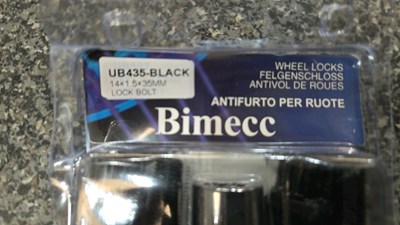 UB435-BLACK
14×1.5×35MM
LOCK BOLT
WHEEL LOCKS
FELGENSCHLOSS
ANTIVOL DE ROUES
ANTIFURTO PER RUOTE
Bimecc